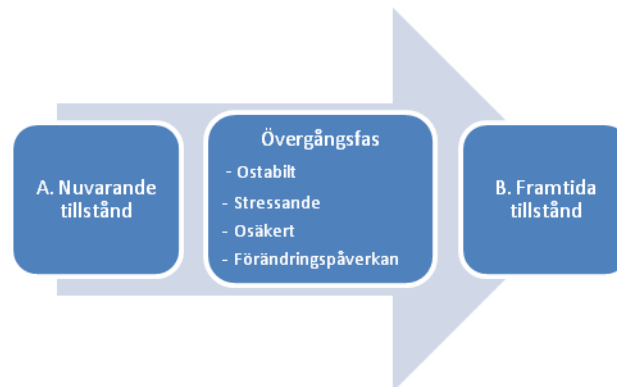 A. Nuvarande
tillstånd
Övergångsfas
- Ostabilt
- Stressande
- Osäkert
- Förändringspåverkan
B. Framtida
tillstånd